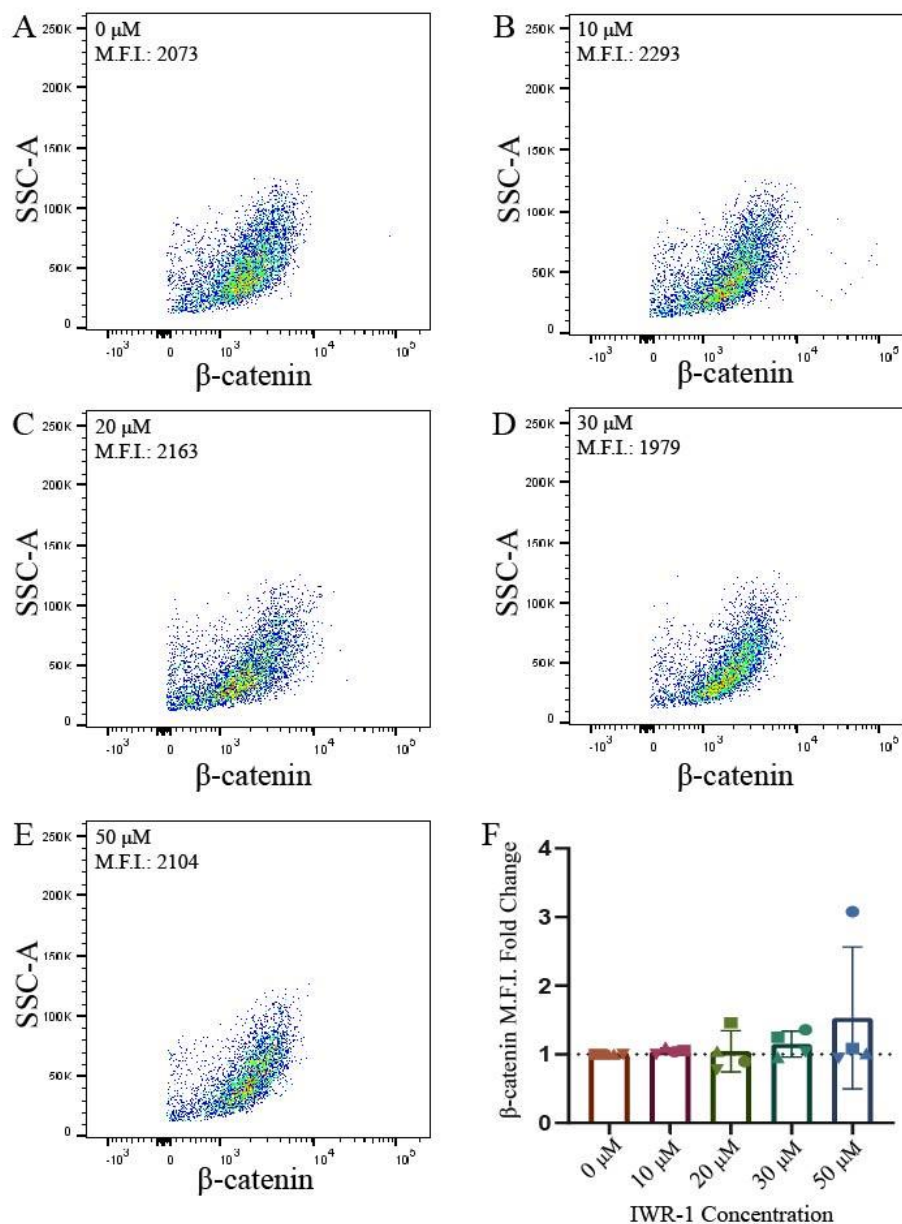 A
0 μM
M.F.I.: 2073
250K
200K
150K
100K
50K
0
SSC-A
-10³ 0 10³ 10⁴ 10⁵
β-catenin
B
10 μM
M.F.I.: 2293
250K
200K
150K
100K
50K
0
SSC-A
-10³ 0 10³ 10⁴ 10⁵
β-catenin
C
20 μM
M.F.I.: 2163
250K
200K
150K
100K
50K
0
SSC-A
-10³ 0 10³ 10⁴ 10⁵
β-catenin
D
30 μM
M.F.I.: 1979
250K
200K
150K
100K
50K
0
SSC-A
-10³ 0 10³ 10⁴ 10⁵
β-catenin
E
50 μM
M.F.I.: 2104
250K
200K
150K
100K
50K
0
SSC-A
-10³ 0 10³ 10⁴ 10⁵
β-catenin
F
4
3
2
1
0
β-catenin M.F.I. Fold Change
0 μM 10 μM 20 μM 30 μM 50 μM
IWR-1 Concentration